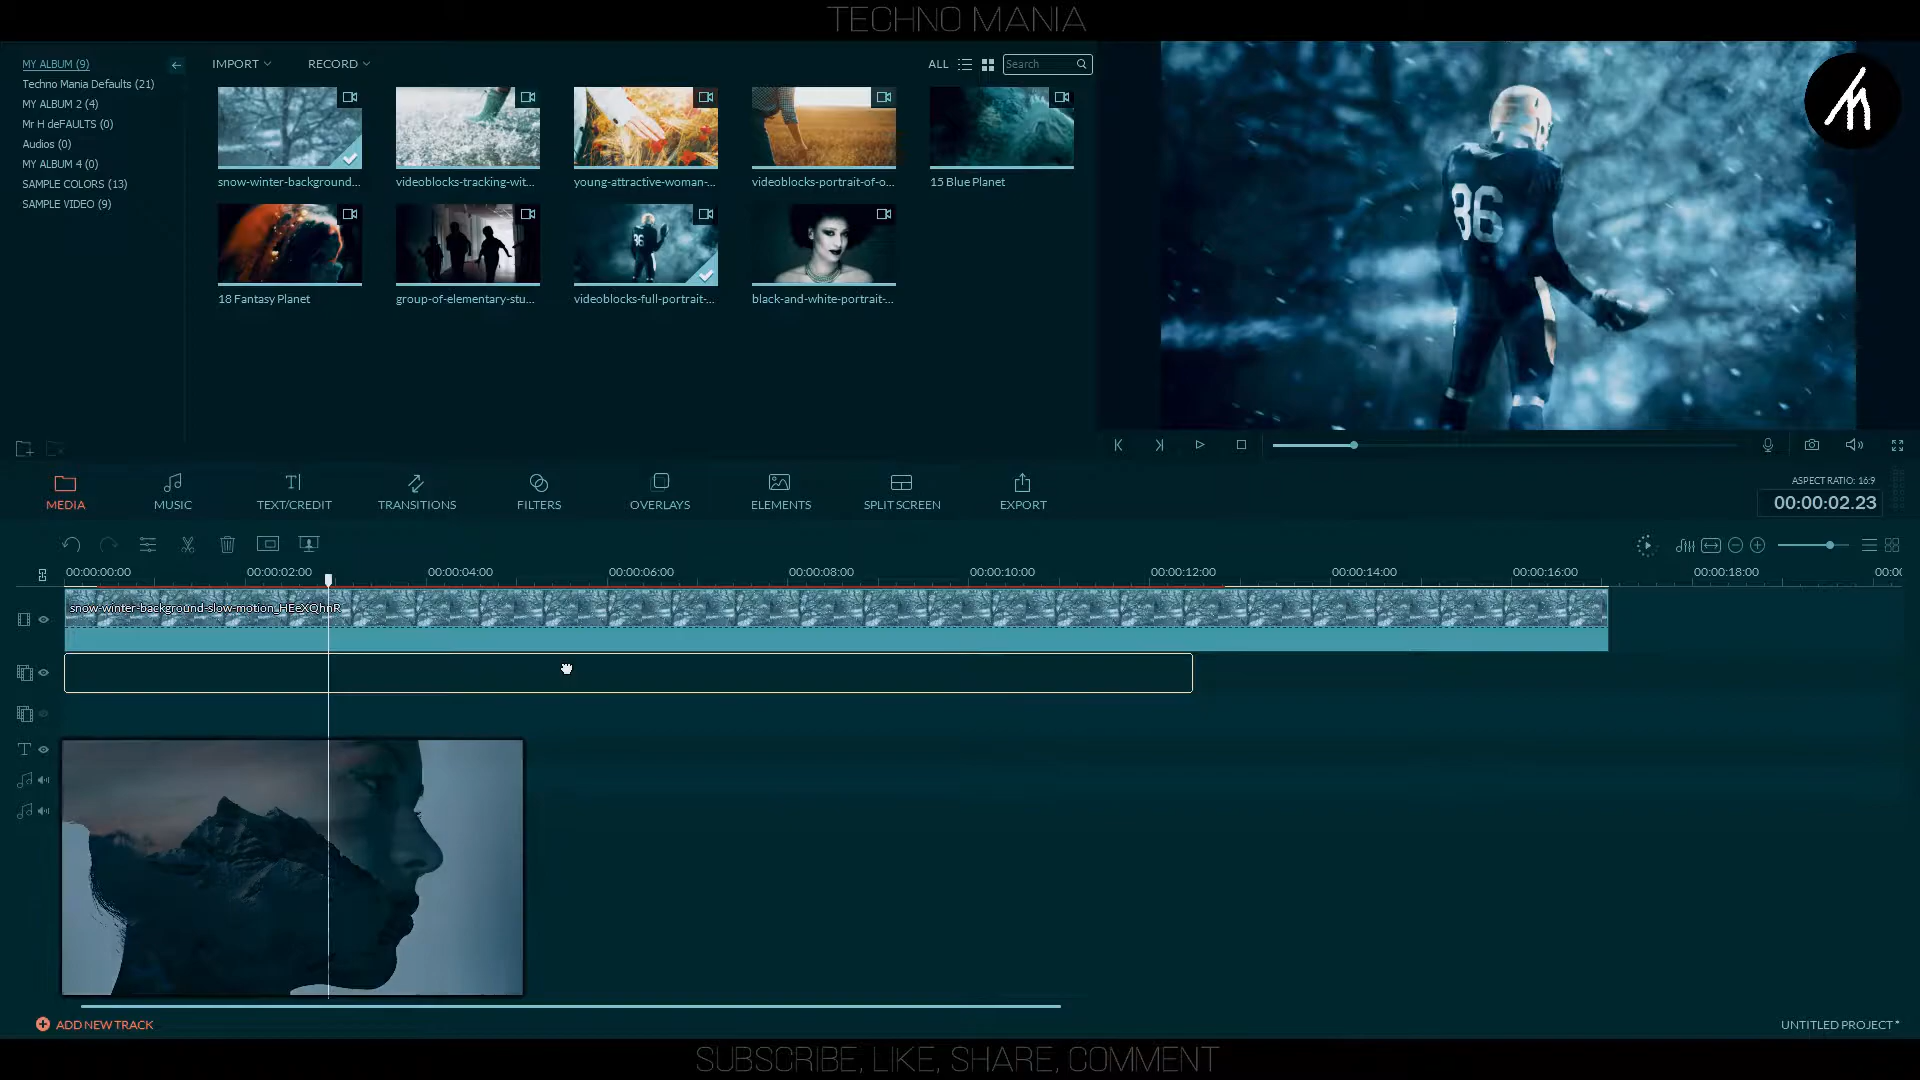 TECHNO MANIA
MY ALBUM (9)
Techno Mania Defaults (21)
MY ALBUM 2 (4)
Mr H deFAULTS (0)
Audios (0)
MY ALBUM 4 (0)
SAMPLE COLORS (13)
SAMPLE VIDEO (9)
IMPORT RECORD ALL Search
snow-winter-background... videoblocks-tracking-wit... young-attractive-woman-... videoblocks-portrait-of-o... 15 Blue Planet
18 Fantasy Planet group-of-elementary-stu... videoblocks-full-portrait-... black-and-white-portrait-...
86
MEDIA MUSIC TEXT/CREDIT TRANSITIONS FILTERS OVERLAYS ELEMENTS SPLIT SCREEN EXPORT
ASPECT RATIO: 16:9
00:00:02.23
00:00:00:00 00:00:02:00 00:00:04:00 00:00:06:00 00:00:08:00 00:00:10:00 00:00:12:00 00:00:14:00 00:00:16:00 00:00:18:00 00:00
snow-winter-background-slow-motion_HEeXQhnR
ADD NEW TRACK
UNTITLED PROJECT *
SUBSCRIBE, LIKE, SHARE, COMMENT